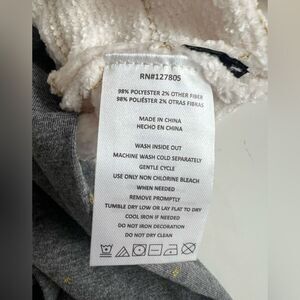 RN#127805
98% POLYESTER 2% OTHER FIBER
98% POLIÉSTER 2% OTRAS FIBRAS
MADE IN CHINA
HECHO EN CHINA
WASH INSIDE OUT
MACHINE WASH COLD SEPARATELY
GENTLE CYCLE
USE ONLY NON CHLORINE BLEACH
WHEN NEEDED
REMOVE PROMPTLY
TUMBLE DRY LOW OR LAY FLAT TO DRY
COOL IRON IF NEEDED
DO NOT IRON DECORATION
DO NOT DRY CLEAN